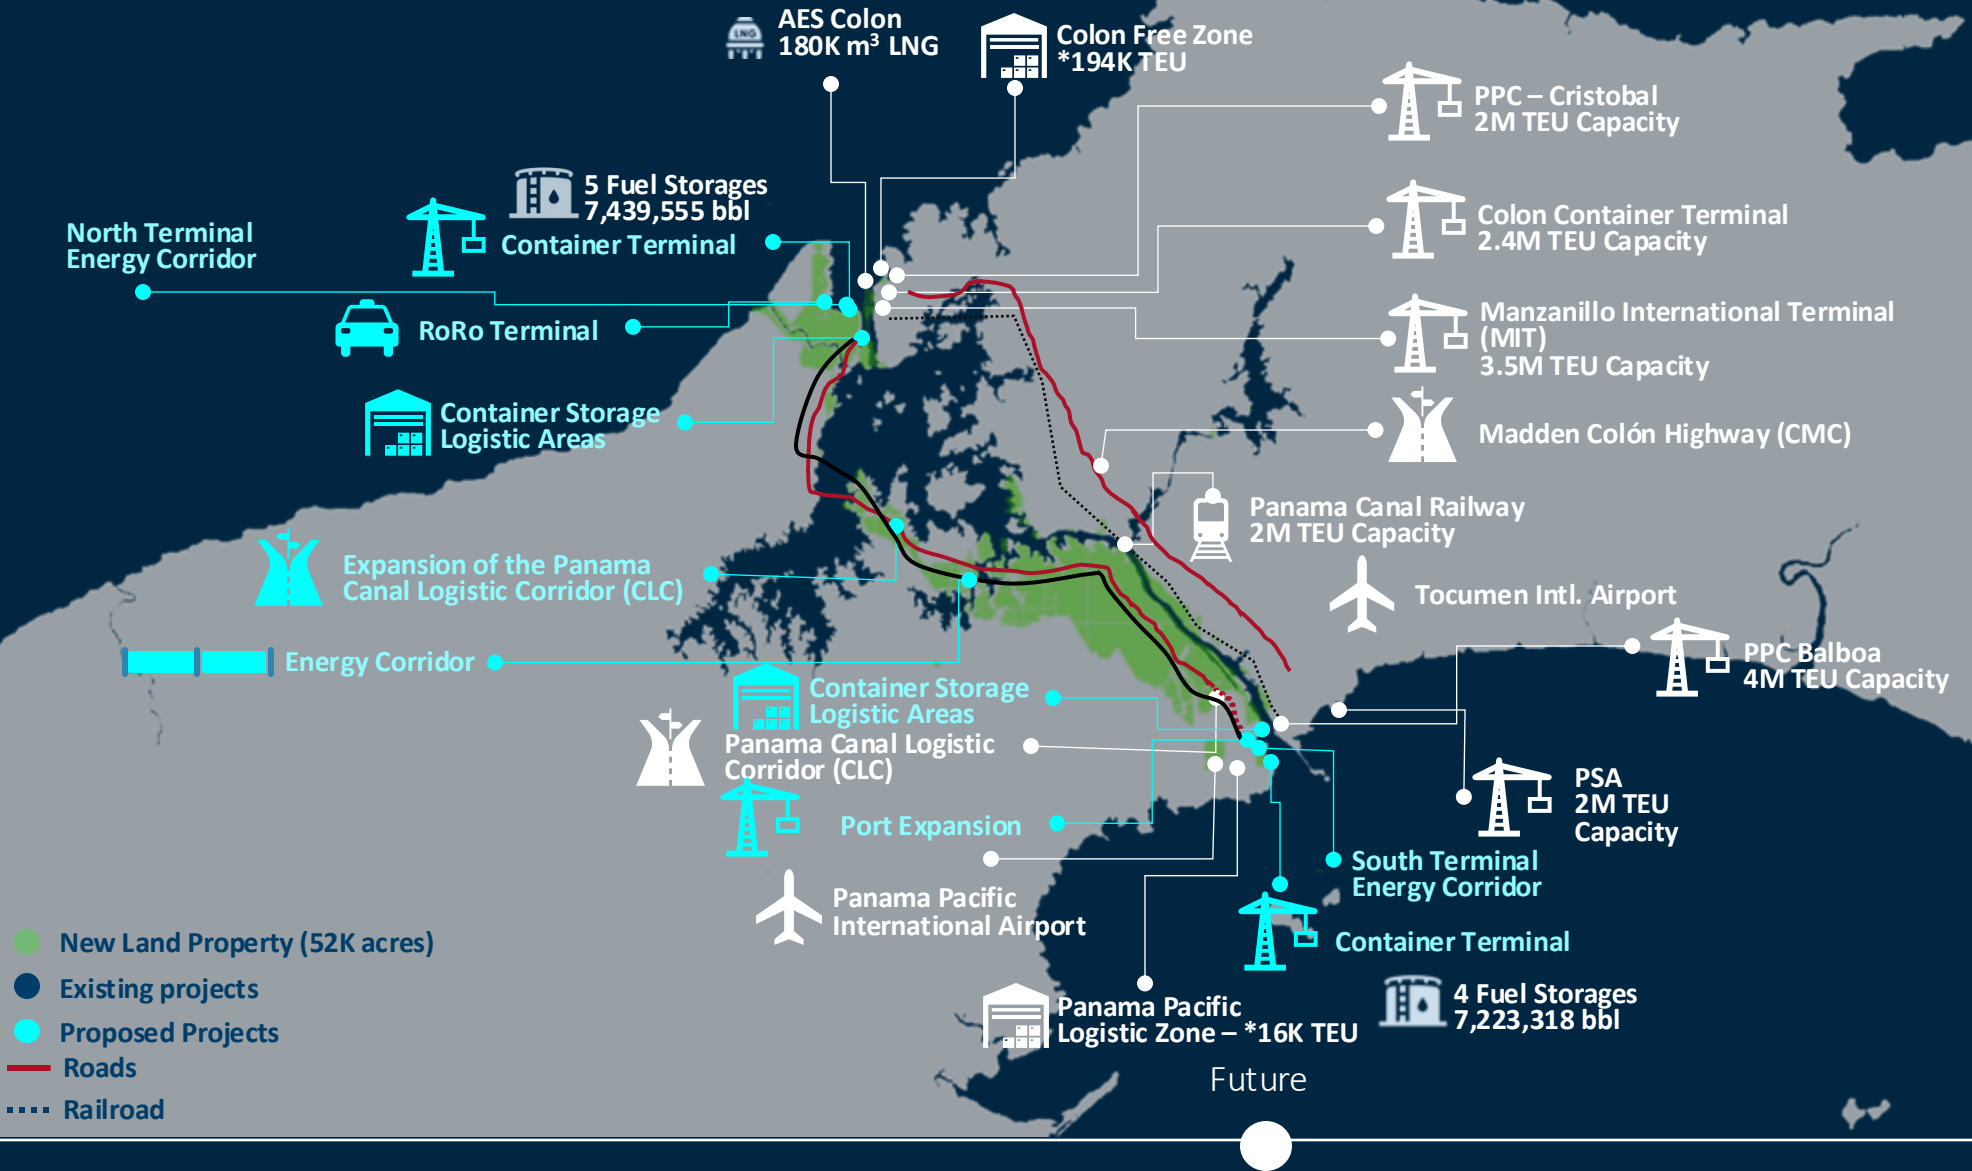 AES Colon
180K m³ LNG
LNG
Colon Free Zone
*194K TEU
PPC – Cristobal
2M TEU Capacity
5 Fuel Storages
7,439,555 bbl
Container Terminal
North Terminal
Energy Corridor
Colon Container Terminal
2.4M TEU Capacity
RoRo Terminal
Manzanillo International Terminal
(MIT)
3.5M TEU Capacity
Container Storage
Logistic Areas
Madden Colón Highway (CMC)
Panama Canal Railway
2M TEU Capacity
Expansion of the Panama
Canal Logistic Corridor (CLC)
Tocumen Intl. Airport
Energy Corridor
PPC Balboa
4M TEU Capacity
Container Storage
Logistic Areas
Panama Canal Logistic
Corridor (CLC)
PSA
2M TEU
Capacity
Port Expansion
South Terminal
Energy Corridor
Panama Pacific
International Airport
Container Terminal
New Land Property (52K acres)
Existing projects
Proposed Projects
Roads
Railroad
Panama Pacific
Logistic Zone – *16K TEU
4 Fuel Storages
7,223,318 bbl
Future